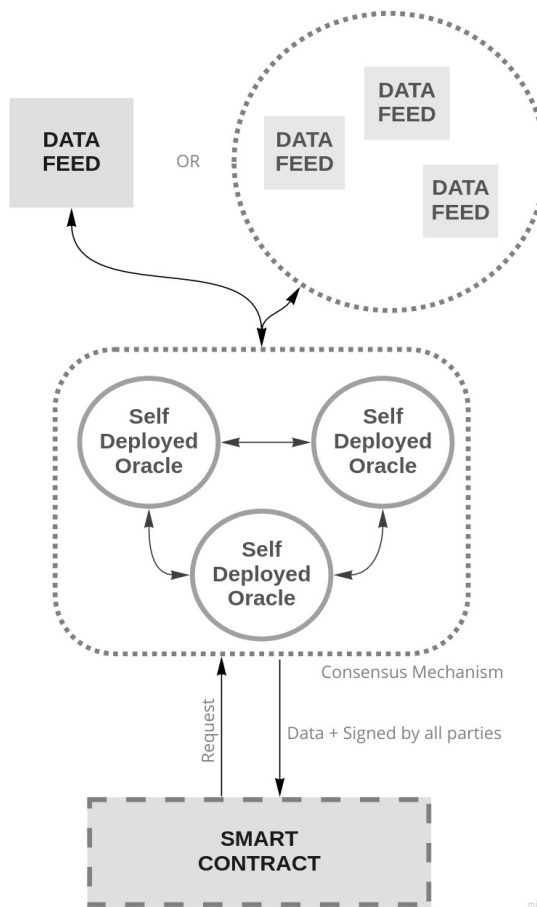 DATA
FEED
OR
DATA
FEED
DATA
FEED
DATA
FEED
Self
Deployed
Oracle
Self
Deployed
Oracle
Self
Deployed
Oracle
Consensus Mechanism
Request
Data + Signed by all parties
SMART
CONTRACT